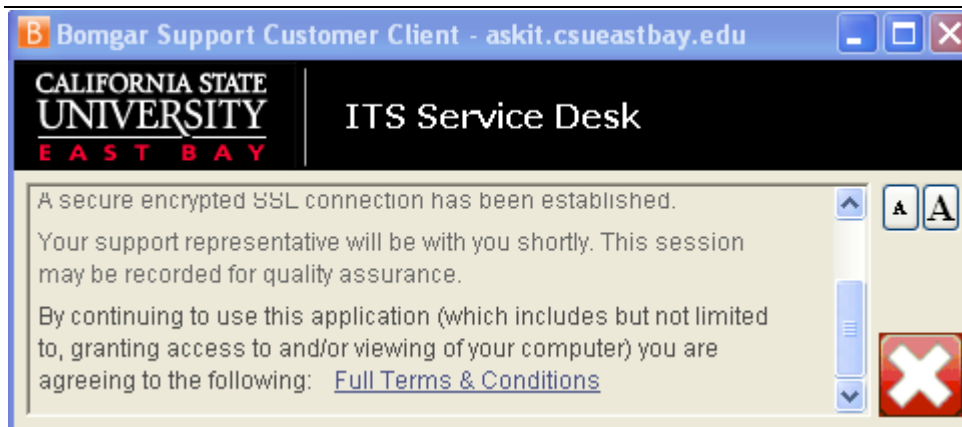 B Bomgar Support Customer Client - askit.csueastbay.edu
CALIFORNIA STATE
UNIVERSITY
EAST BAY
ITS Service Desk
A secure encrypted SSL connection has been established.
Your support representative will be with you shortly. This session
may be recorded for quality assurance.
By continuing to use this application (which includes but not limited
to, granting access to and/or viewing of your computer) you are
agreeing to the following: Full Terms & Conditions
A A